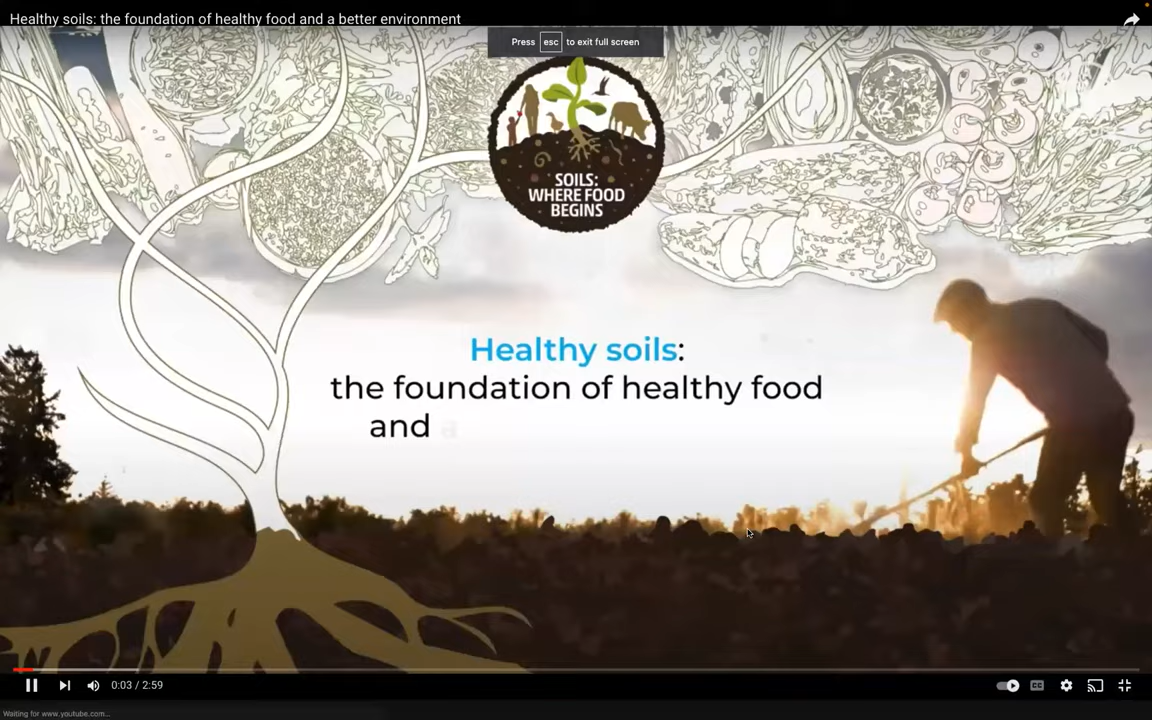 Healthy soils: the foundation of healthy food and a better environment
Press esc to exit full screen
SOILS:
WHERE FOOD
BEGINS
Healthy soils:
the foundation of healthy food
and a
0:03 / 2:59
CC
Waiting for www.youtube.com...